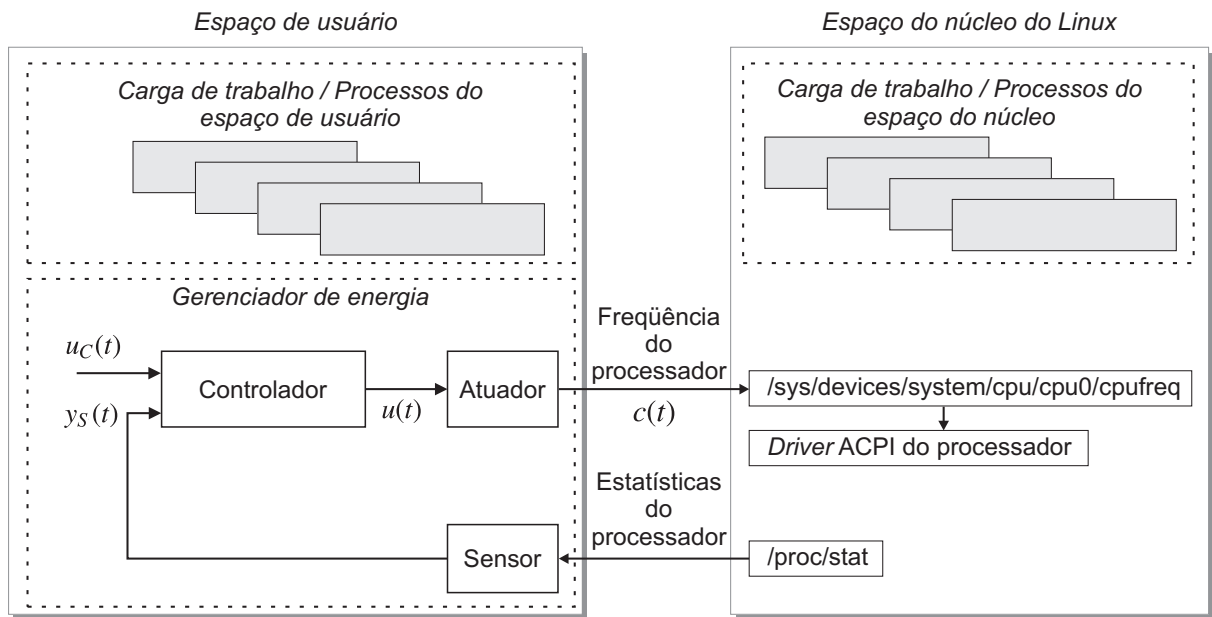 Espaço de usuário
Espaço do núcleo do Linux
Carga de trabalho / Processos do
espaço de usuário
Carga de trabalho / Processos do
espaço do núcleo
Gerenciador de energia
u_C(t)
y_S(t)
Controlador
u(t)
Atuador
Freqüência
do
processador
c(t)
/sys/devices/system/cpu/cpu0/cpufreq
Driver ACPI do processador
Estatísticas
do
processador
Sensor
/proc/stat